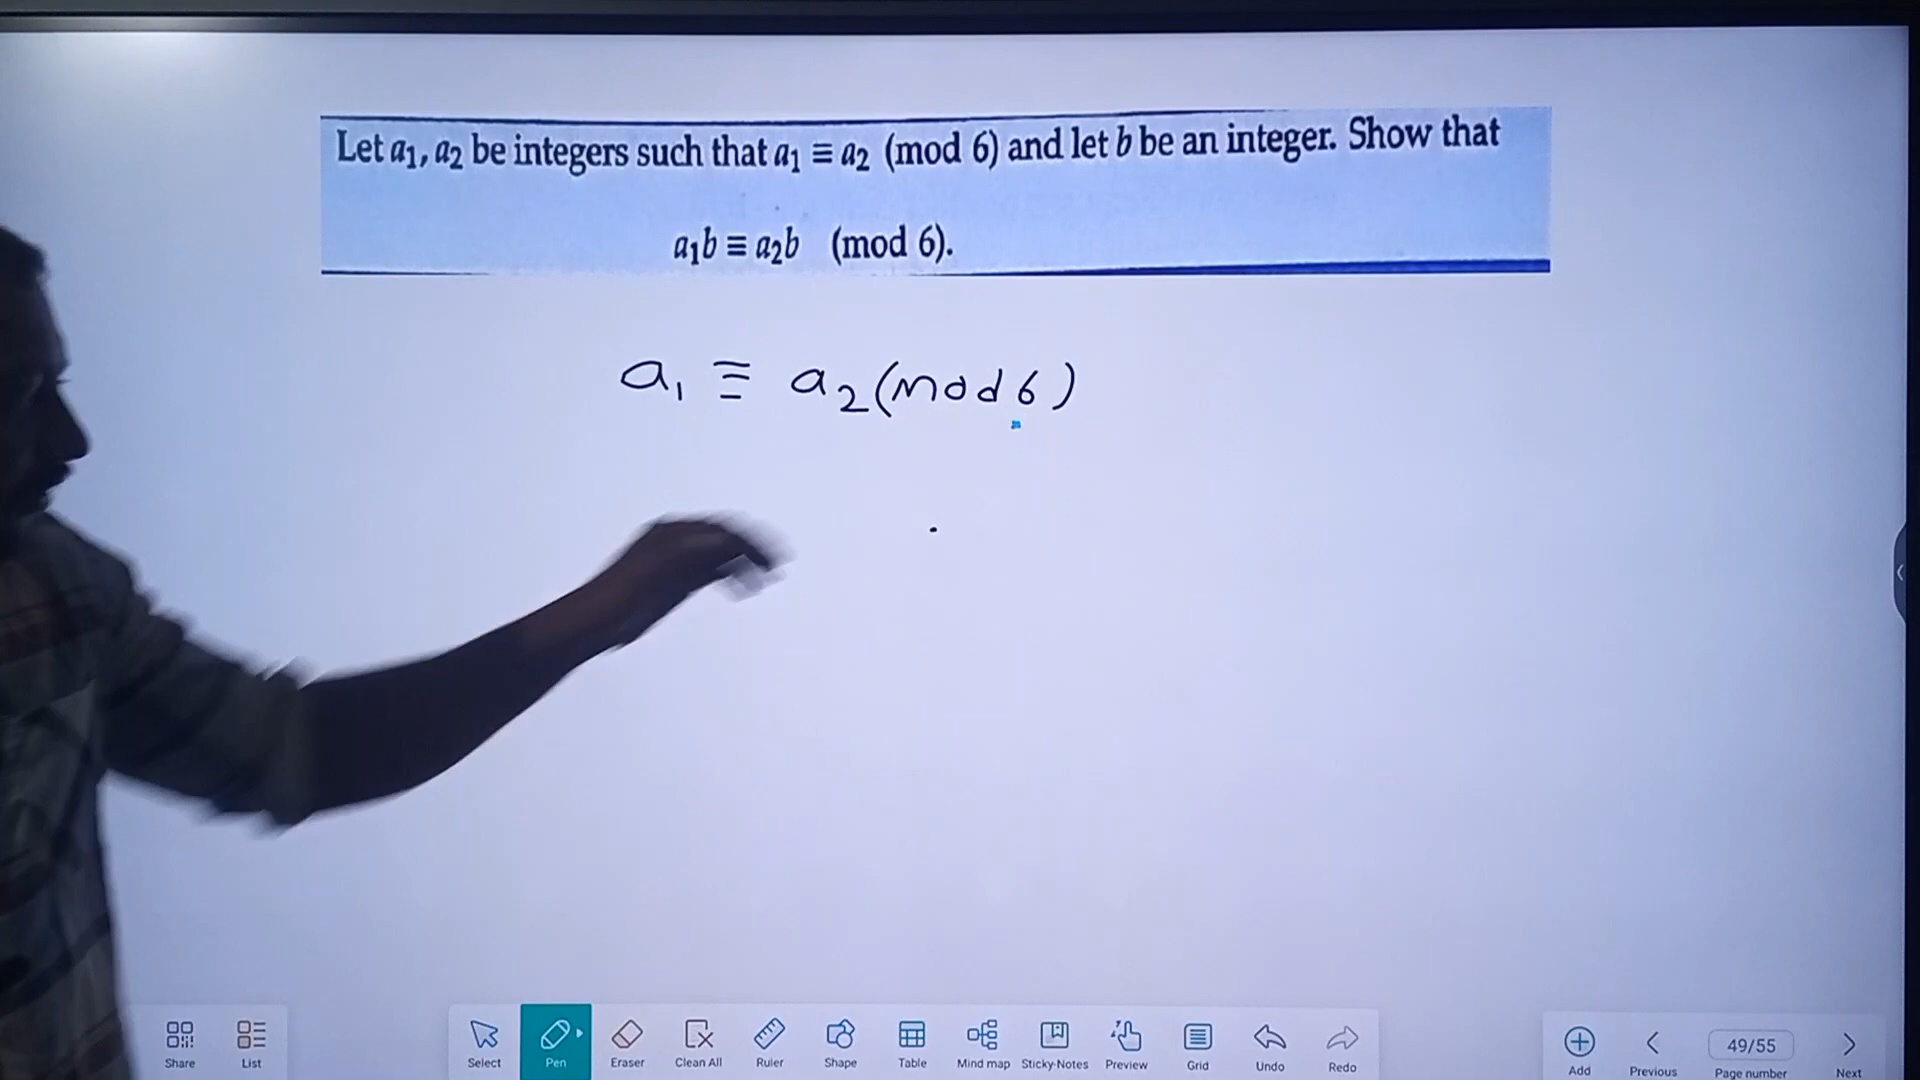 Let a₁, a₂ be integers such that a₁ ≡ a₂ (mod 6) and let b be an integer. Show that
a₁b ≡ a₂b (mod 6).
a₁ ≡ a₂(mod6)
Share
List
Select
Pen
Eraser
Clean All
Ruler
Shape
Table
Mind map
Sticky-Notes
Preview
Grid
Undo
Redo
Add
Previous
49/55
Page number
Next